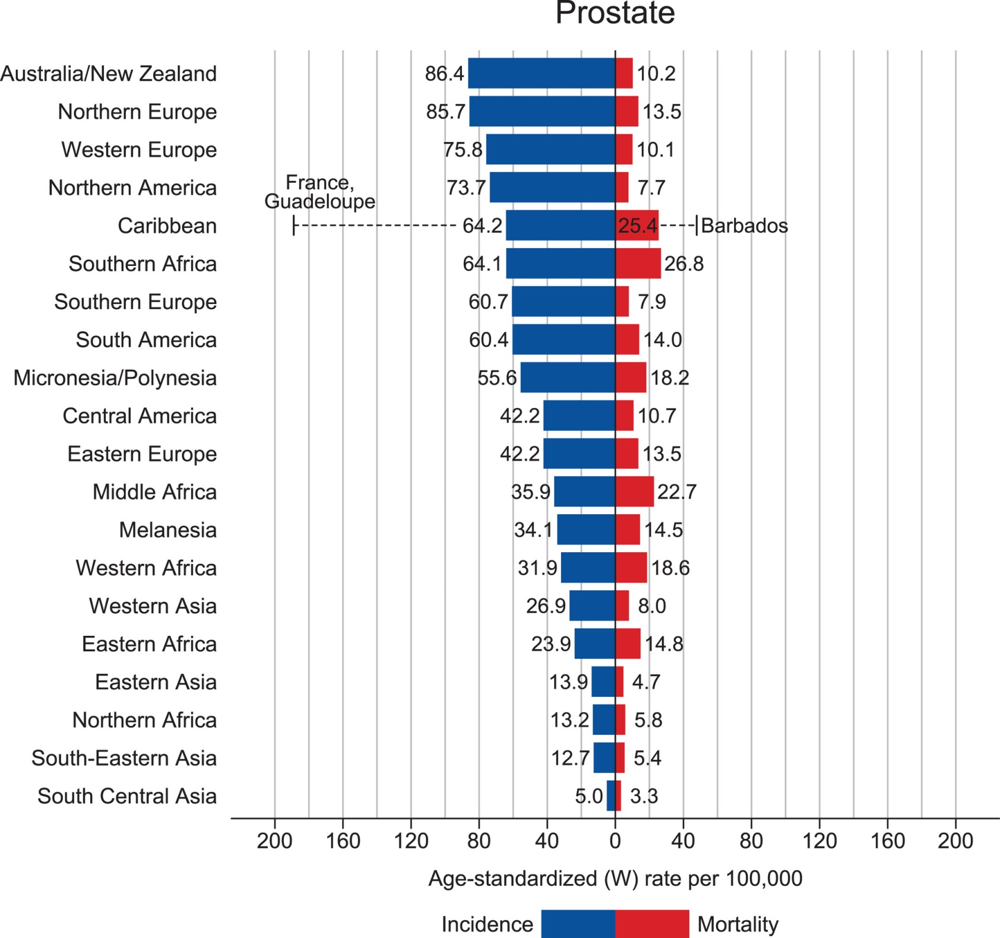 Prostate
Australia/New Zealand 86.4 10.2
Northern Europe 85.7 13.5
Western Europe 75.8 10.1
Northern America 73.7 7.7
France,
Guadeloupe
Caribbean 64.2 25.4 Barbados
Southern Africa 64.1 26.8
Southern Europe 60.7 7.9
South America 60.4 14.0
Micronesia/Polynesia 55.6 18.2
Central America 42.2 10.7
Eastern Europe 42.2 13.5
Middle Africa 35.9 22.7
Melanesia 34.1 14.5
Western Africa 31.9 18.6
Western Asia 26.9 8.0
Eastern Africa 23.9 14.8
Eastern Asia 13.9 4.7
Northern Africa 13.2 5.8
South-Eastern Asia 12.7 5.4
South Central Asia 5.0 3.3
200 160 120 80 40 0 40 80 120 160 200
Age-standardized (W) rate per 100,000
Incidence Mortality